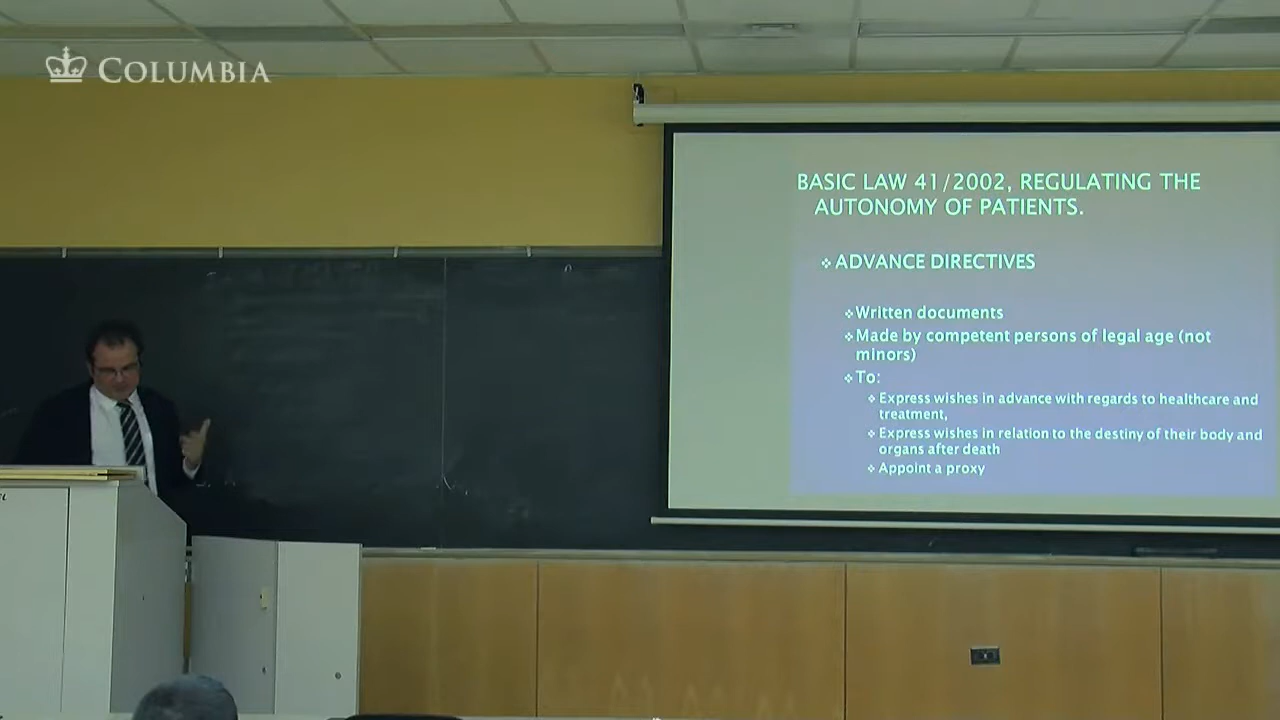 COLUMBIA
BASIC LAW 41/2002, REGULATING THE
AUTONOMY OF PATIENTS.
❖ ADVANCE DIRECTIVES
❖ Written documents
❖ Made by competent persons of legal age (not
minors)
❖ To:
❖ Express wishes in advance with regards to healthcare and
treatment,
❖ Express wishes in relation to the destiny of their body and
organs after death
❖ Appoint a proxy